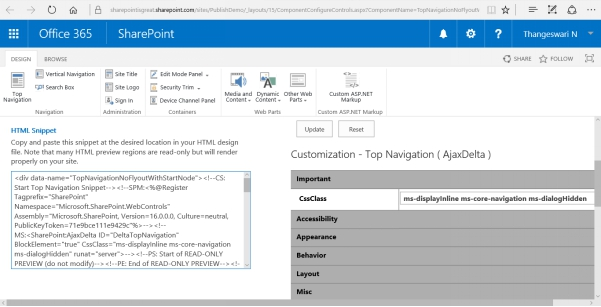 sharepointogreat.sharepoint.com/sites/PublishDemo/_layouts/15/ComponentConfigureControls.aspx?ComponentName=TopNavigationNoFlyoutWi
Office 365 SharePoint ? Thangeswari N
DESIGN BROWSE SHARE FOLLOW
Top Navigation
Vertical Navigation
Search Box
Navigation
Site Title
Site Logo
Sign In
Administration
Edit Mode Panel
Security Trim
Device Channel Panel
Containers
Media and Content
Dynamic Content
Other Web Parts
Web Parts
Custom ASP.NET Markup
Custom ASP.NET Markup
HTML Snippet
Copy and paste this snippet at the desired location in your HTML design
file. Note that many HTML preview regions are read-only but will render
properly on your site.
<div data-name="TopNavigationNoFlyoutWithStartNode"><!--CS:
Start Top Navigation Snippet--><!--SPM:<%@Register
Tagprefix="SharePoint"
Namespace="Microsoft.SharePoint.WebControls"
Assembly="Microsoft.SharePoint, Version=16.0.0.0, Culture=neutral,
PublicKeyToken=71e9bce111e9429c"%>--><!--
MS:<SharePoint:AjaxDelta ID="DeltaTopNavigation"
BlockElement="true" CssClass="ms-displayInline ms-core-navigation
ms-dialogHidden" runat="server">--><!--PS: Start of READ-ONLY
PREVIEW (do not modify)--><!--PE: End of READ-ONLY PREVIEW--><!--
Update Reset
Customization - Top Navigation ( AjaxDelta )
Important
CssClass ms-displayInline ms-core-navigation ms-dialogHidden
Accessibility
Appearance
Behavior
Layout
Misc